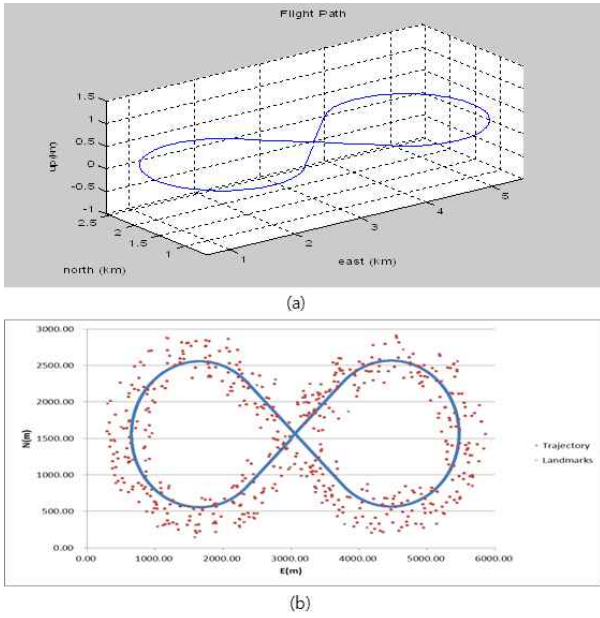 Flight Path
1.5
1
0.5
0
-0.5
-1
up(km
2.5
2
1.5
1
north (km)
1
2
3
4
5
east (km)
(a)
3000.00
2500.00
2000.00
1500.00
1000.00
500.00
0.00
N(m)
0.00 1000.00 2000.00 3000.00 4000.00 5000.00 6000.00
E(m)
Trajectory
Landmarks
(b)